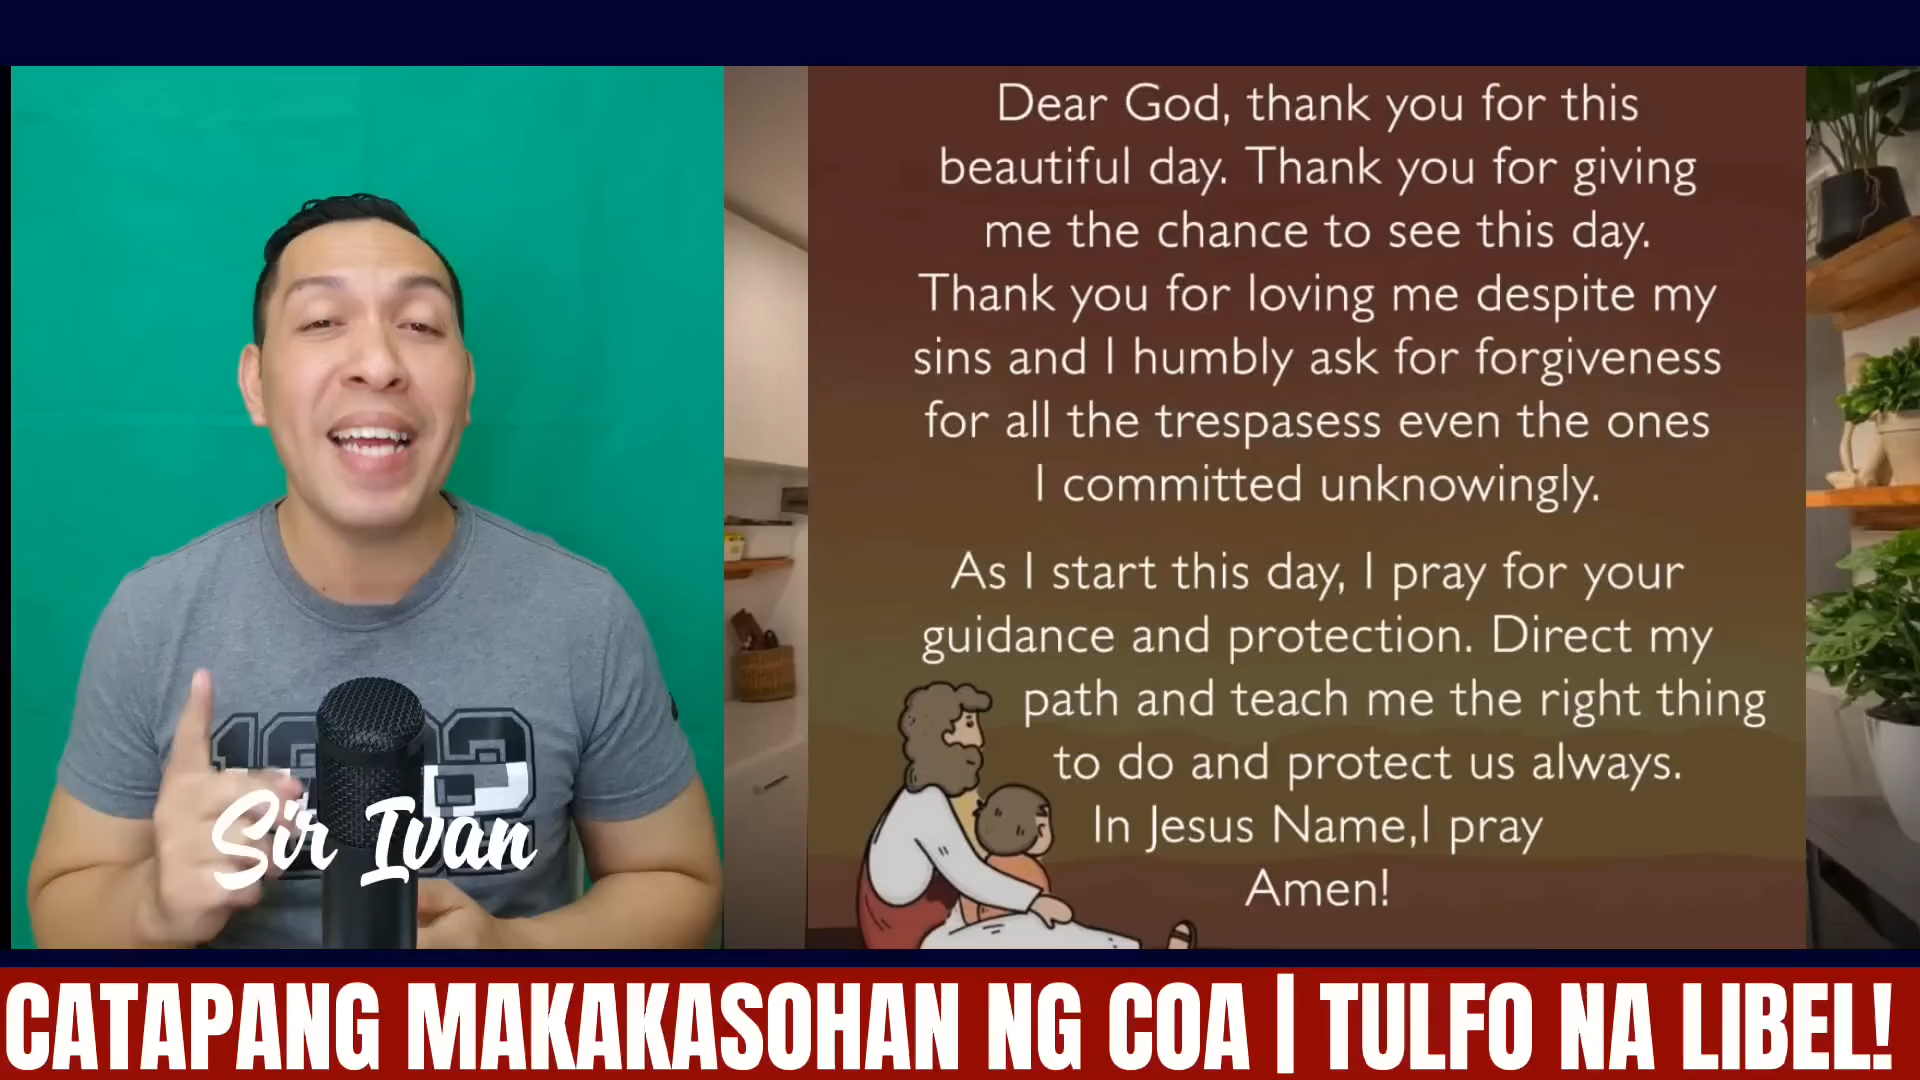 Dear God, thank you for this
beautiful day. Thank you for giving
me the chance to see this day.
Thank you for loving me despite my
sins and I humbly ask for forgiveness
for all the trespasess even the ones
I committed unknowingly.
As I start this day, I pray for your
guidance and protection. Direct my
path and teach me the right thing
to do and protect us always.
In Jesus Name,I pray
Amen!
Sir Ivan
CATAPANG MAKAKASOHAN NG COA | TULFO NA LIBEL!